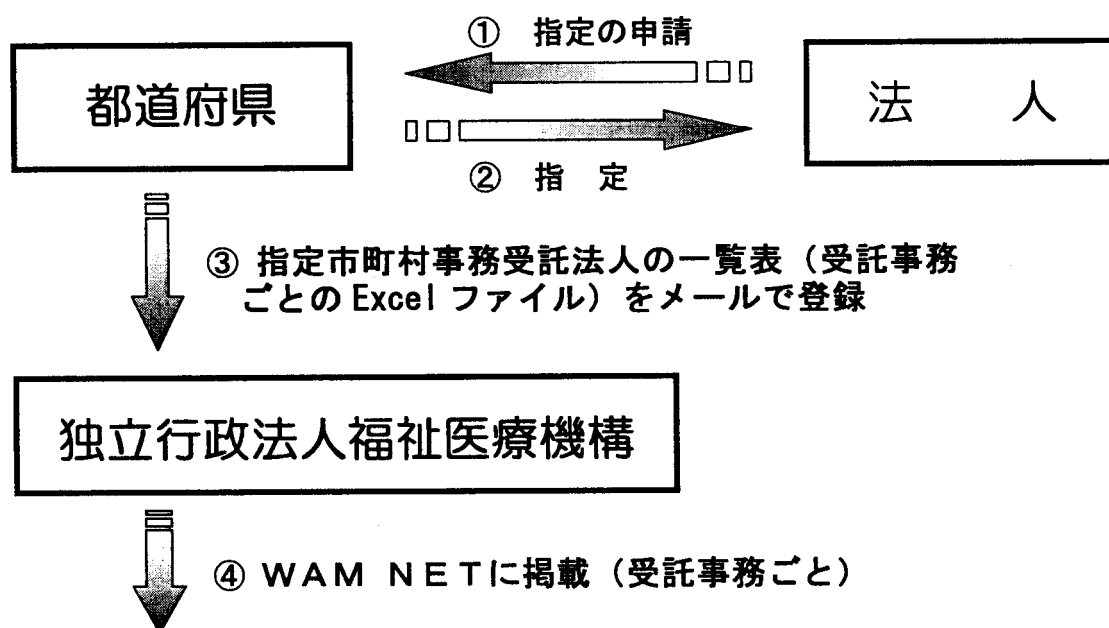 ① 指定の申請
都道府県
法 人
② 指 定
③ 指定市町村事務受託法人の一覧表（受託事務
ごとの Excel ファイル）をメールで登録
独立行政法人福祉医療機構
④ ＷＡＭ ＮＥＴに掲載（受託事務ごと）